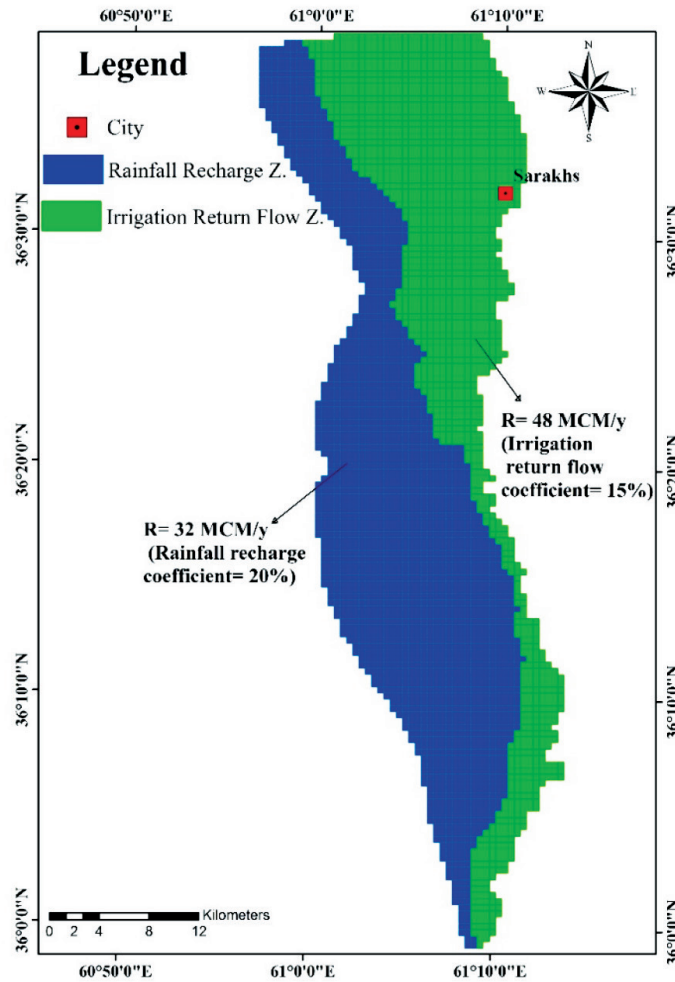 60°50'0"E 61°0'0"E 61°10'0"E
Legend
City
Rainfall Recharge Z.
Irrigation Return Flow Z.
N
W E
S
Sarakhs
36°30'0"N 36°30'0"N
R= 48 MCM/y
(Irrigation
return flow
coefficient= 15%)
36°20'0"N 36°20'0"N
R= 32 MCM/y
(Rainfall recharge
coefficient= 20%)
36°10'0"N 36°10'0"N
Kilometers
0 2 4 8 12
36°0'0"N 36°0'0"N
60°50'0"E 61°0'0"E 61°10'0"E